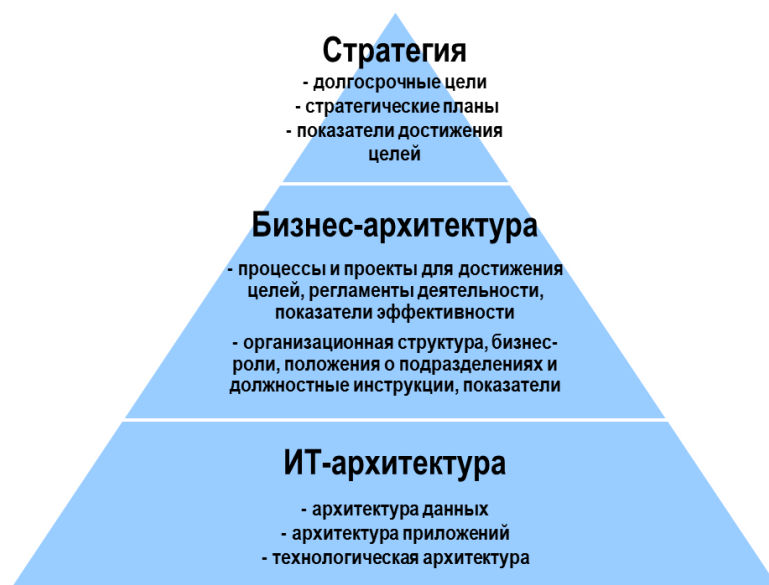 Стратегия
- долгосрочные цели
- стратегические планы
- показатели достижения
целей
Бизнес-архитектура
- процессы и проекты для достижения
целей, регламенты деятельности,
показатели эффективности
- организационная структура, бизнес-
роли, положения о подразделениях и
должностные инструкции, показатели
ИТ-архитектура
- архитектура данных
- архитектура приложений
- технологическая архитектура